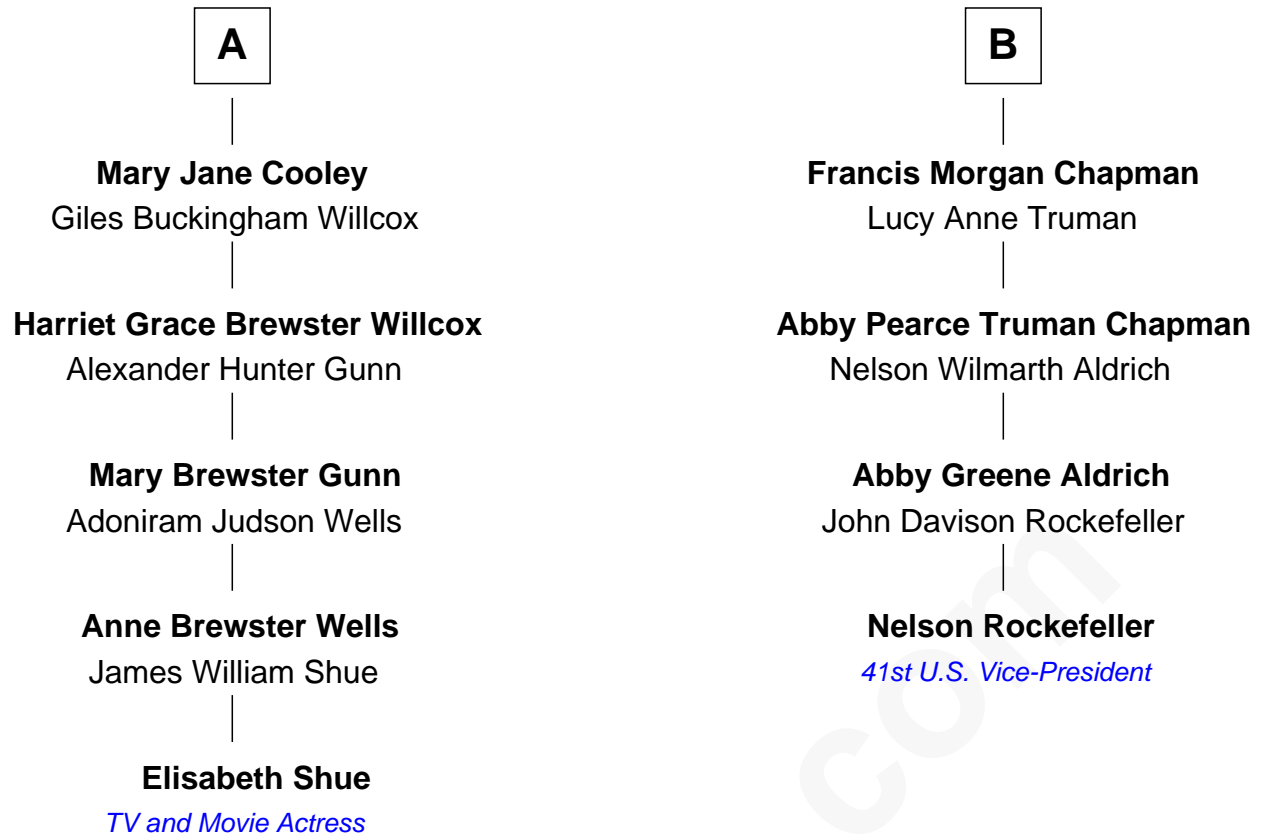 A
Mary Jane Cooley
Giles Buckingham Willcox
Harriet Grace Brewster Willcox
Alexander Hunter Gunn
Mary Brewster Gunn
Adoniram Judson Wells
Anne Brewster Wells
James William Shue
Elisabeth Shue
TV and Movie Actress
B
Francis Morgan Chapman
Lucy Anne Truman
Abby Pearce Truman Chapman
Nelson Wilmarth Aldrich
Abby Greene Aldrich
John Davison Rockefeller
Nelson Rockefeller
41st U.S. Vice-President
com